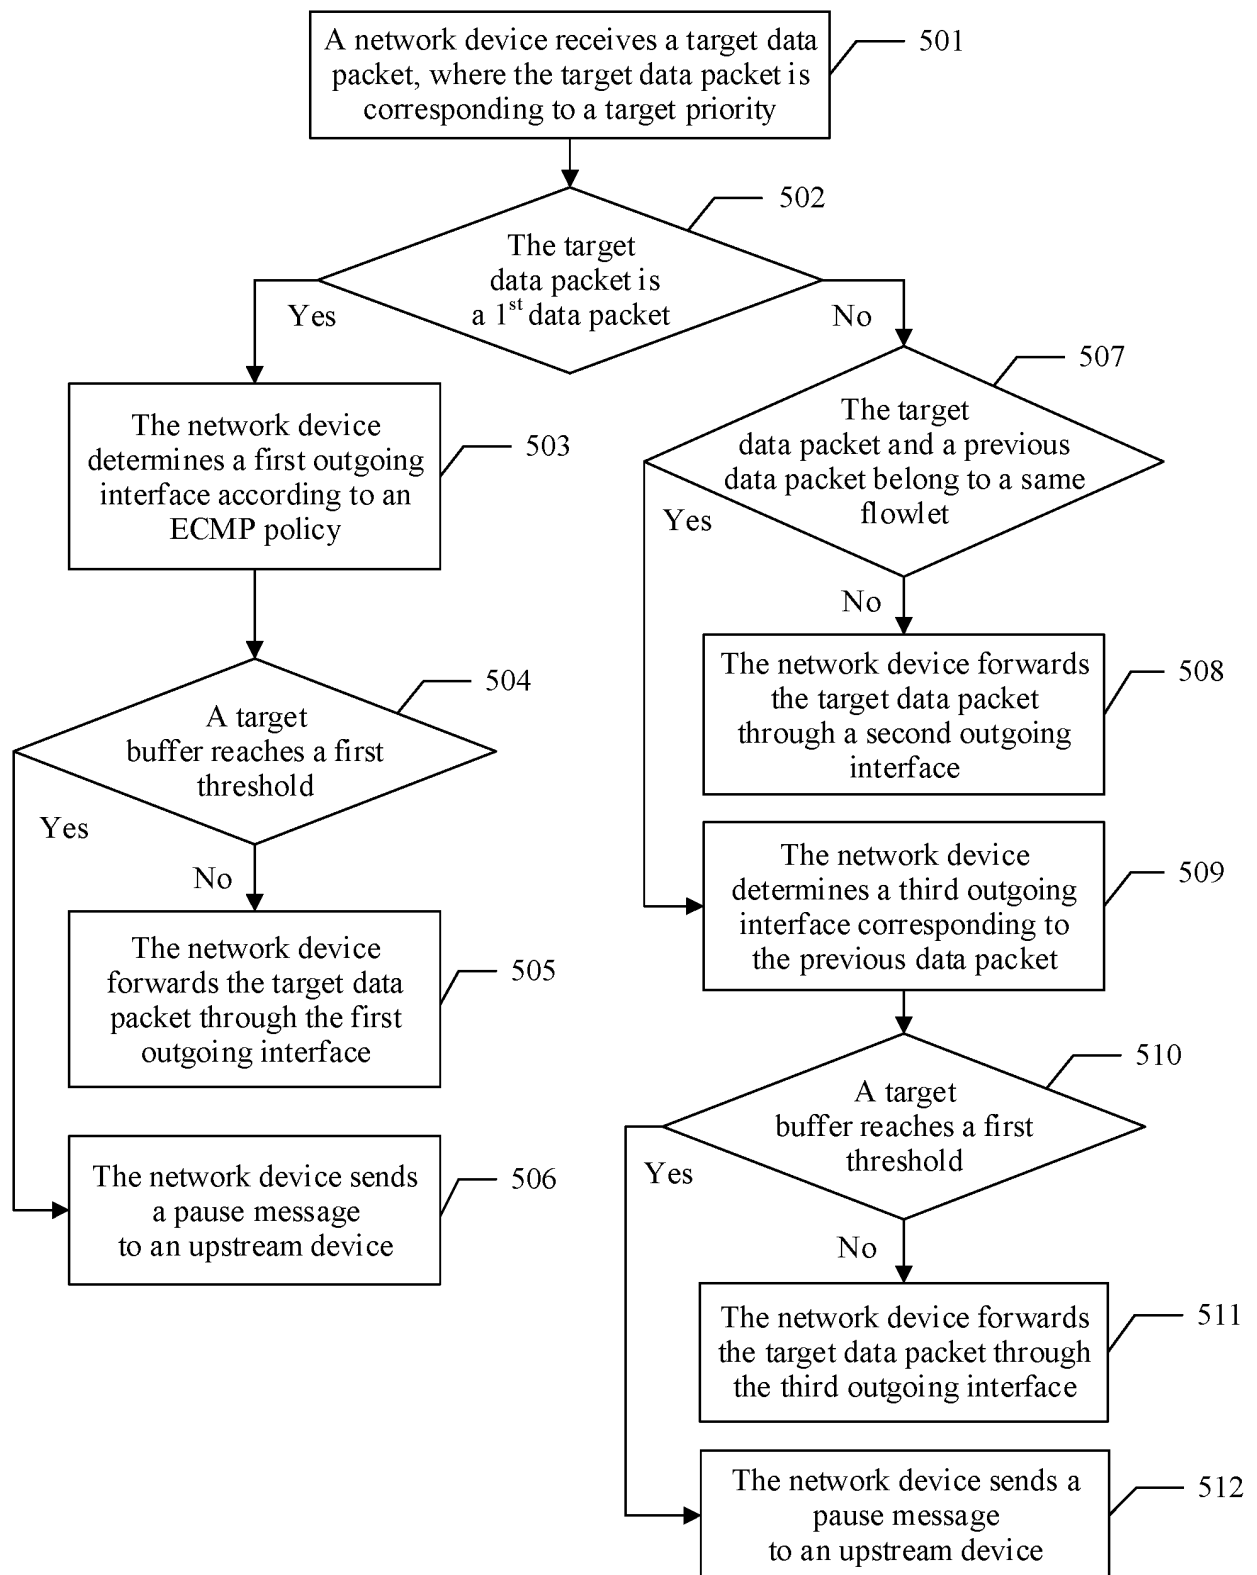 A network device receives a target data
packet, where the target data packet is
corresponding to a target priority
501
502
The target
data packet is
a 1st data packet
Yes
No
507
The target
data packet and a previous
data packet belong to a same
flowlet
Yes
No
The network device
determines a first outgoing
interface according to an
ECMP policy
503
504
A target
buffer reaches a first
threshold
Yes
No
The network device
forwards the target data
packet through the first
outgoing interface
505
The network device sends
a pause message
to an upstream device
506
The network device forwards
the target data packet
through a second outgoing
interface
508
The network device
determines a third outgoing
interface corresponding to
the previous data packet
509
510
A target
buffer reaches a first
threshold
Yes
No
The network device forwards
the target data packet through
the third outgoing interface
511
The network device sends a
pause message
to an upstream device
512